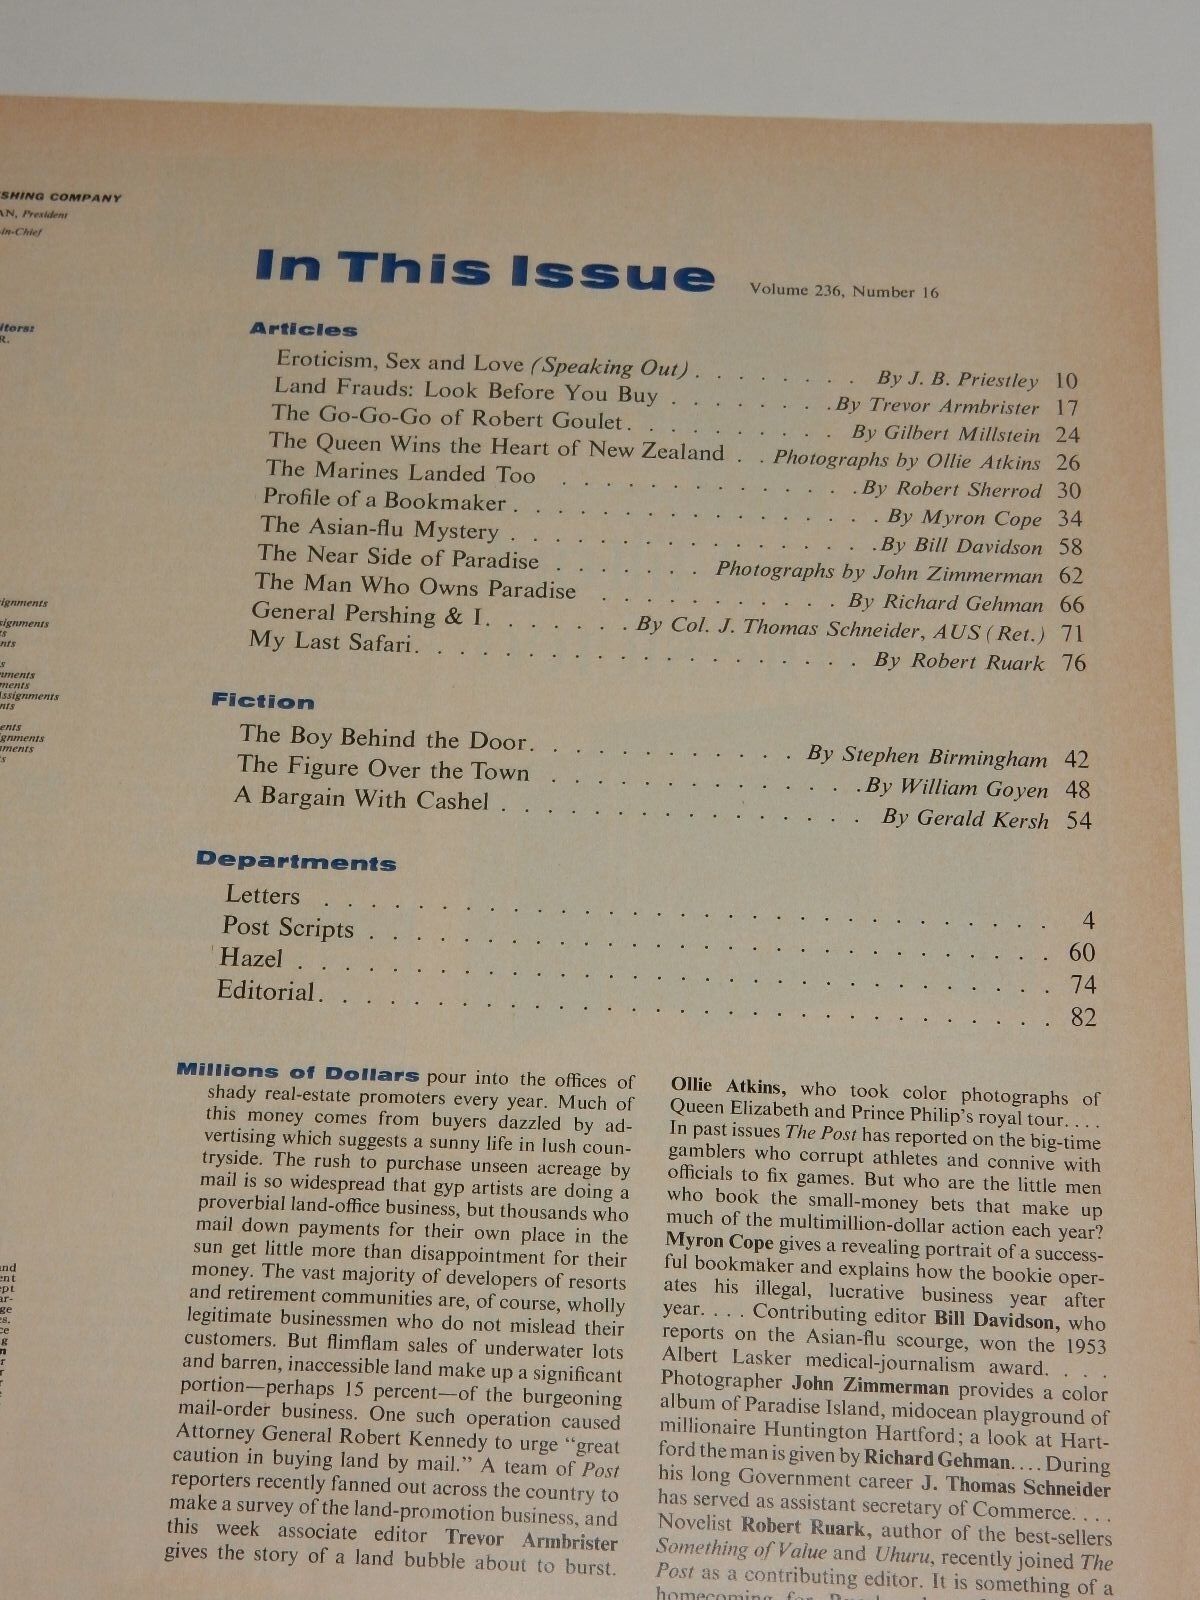 SHING COMPANY
AN, President
-in-Chief
itors:
R.
ignments
signments
ts
nts
s
nments
ments
Assignments
nts
ents
gnments
nments
s
and
ent
ept
ar-
ge
es.
ce
g
n
r
r
In This Issue Volume 236, Number 16
Articles
Eroticism, Sex and Love (Speaking Out) . . . . . . . . By J. B. Priestley 10
Land Frauds: Look Before You Buy . . . . . . . . By Trevor Armbrister 17
The Go-Go-Go of Robert Goulet . . . . . . . . . . By Gilbert Millstein 24
The Queen Wins the Heart of New Zealand . . Photographs by Ollie Atkins 26
The Marines Landed Too . . . . . . . . . . . . . . By Robert Sherrod 30
Profile of a Bookmaker . . . . . . . . . . . . . . . . . By Myron Cope 34
The Asian-flu Mystery . . . . . . . . . . . . . . . . . By Bill Davidson 58
The Near Side of Paradise . . . . . . . Photographs by John Zimmerman 62
The Man Who Owns Paradise . . . . . . . . . . . By Richard Gehman 66
General Pershing & I . . . . . . . By Col. J. Thomas Schneider, AUS (Ret.) 71
My Last Safari . . . . . . . . . . . . . . . . . By Robert Ruark 76
Fiction
The Boy Behind the Door . . . . . . . . . . . By Stephen Birmingham 42
The Figure Over the Town . . . . . . . . . . . . . By William Goyen 48
A Bargain With Cashel . . . . . . . . . . . . . . . By Gerald Kersh 54
Departments
Letters . . . . . . . . . . . . . . . . . . . . . . . . . . . . 4
Post Scripts . . . . . . . . . . . . . . . . . . . . . . . . . . 60
Hazel . . . . . . . . . . . . . . . . . . . . . . . . . . . . . 74
Editorial . . . . . . . . . . . . . . . . . . . . . . . . . . . . 82
Millions of Dollars pour into the offices of
shady real-estate promoters every year. Much of
this money comes from buyers dazzled by ad-
vertising which suggests a sunny life in lush coun-
tryside. The rush to purchase unseen acreage by
mail is so widespread that gyp artists are doing a
proverbial land-office business, but thousands who
mail down payments for their own place in the
sun get little more than disappointment for their
money. The vast majority of developers of resorts
and retirement communities are, of course, wholly
legitimate businessmen who do not mislead their
customers. But flimflam sales of underwater lots
and barren, inaccessible land make up a significant
portion—perhaps 15 percent—of the burgeoning
mail-order business. One such operation caused
Attorney General Robert Kennedy to urge “great
caution in buying land by mail.” A team of Post
reporters recently fanned out across the country to
make a survey of the land-promotion business, and
this week associate editor Trevor Armbrister
gives the story of a land bubble about to burst.
Ollie Atkins, who took color photographs of
Queen Elizabeth and Prince Philip's royal tour. . . .
In past issues The Post has reported on the big-time
gamblers who corrupt athletes and connive with
officials to fix games. But who are the little men
who book the small-money bets that make up
much of the multimillion-dollar action each year?
Myron Cope gives a revealing portrait of a success-
ful bookmaker and explains how the bookie oper-
ates his illegal, lucrative business year after
year. . . . Contributing editor Bill Davidson, who
reports on the Asian-flu scourge, won the 1953
Albert Lasker medical-journalism award. . . .
Photographer John Zimmerman provides a color
album of Paradise Island, midocean playground of
millionaire Huntington Hartford; a look at Hart-
ford the man is given by Richard Gehman. . . . During
his long Government career J. Thomas Schneider
has served as assistant secretary of Commerce. . . .
Novelist Robert Ruark, author of the best-sellers
Something of Value and Uhuru, recently joined The
Post as a contributing editor. It is something of a
homecoming for